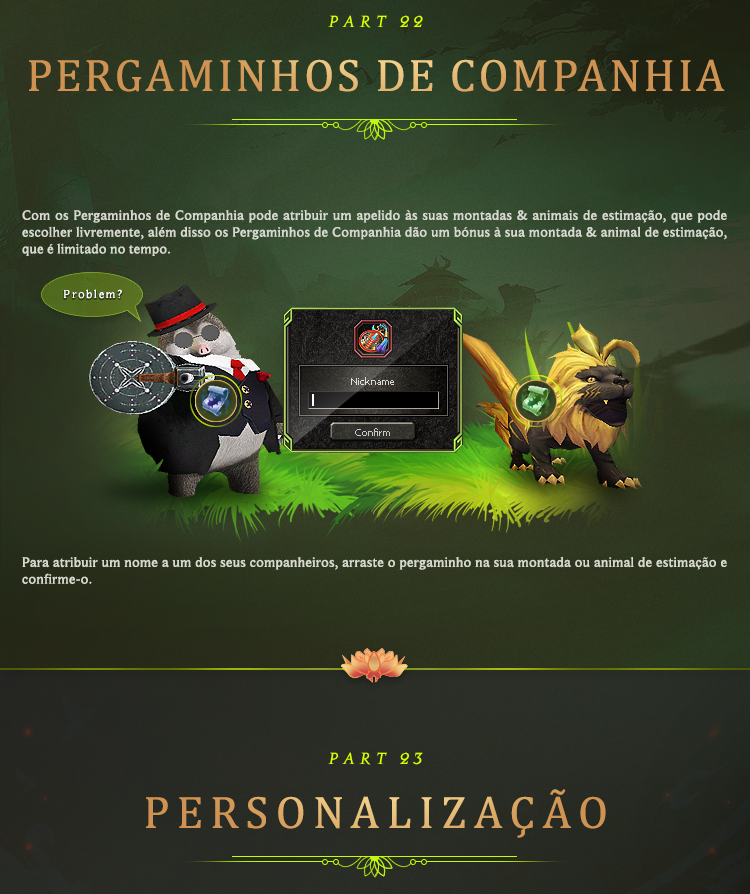 PART 22
PERGAMINHOS DE COMPANHIA
Com os Pergaminhos de Companhia pode atribuir um apelido às suas montadas & animais de estimação, que pode
escolher livremente, além disso os Pergaminhos de Companhia dão um bónus à sua montada & animal de estimação,
que é limitado no tempo.
Problem?
Nickname
Confirm
Para atribuir um nome a um dos seus companheiros, arraste o pergaminho na sua montada ou animal de estimação e
confirme-o.
PART 23
PERSONALIZAÇÃO